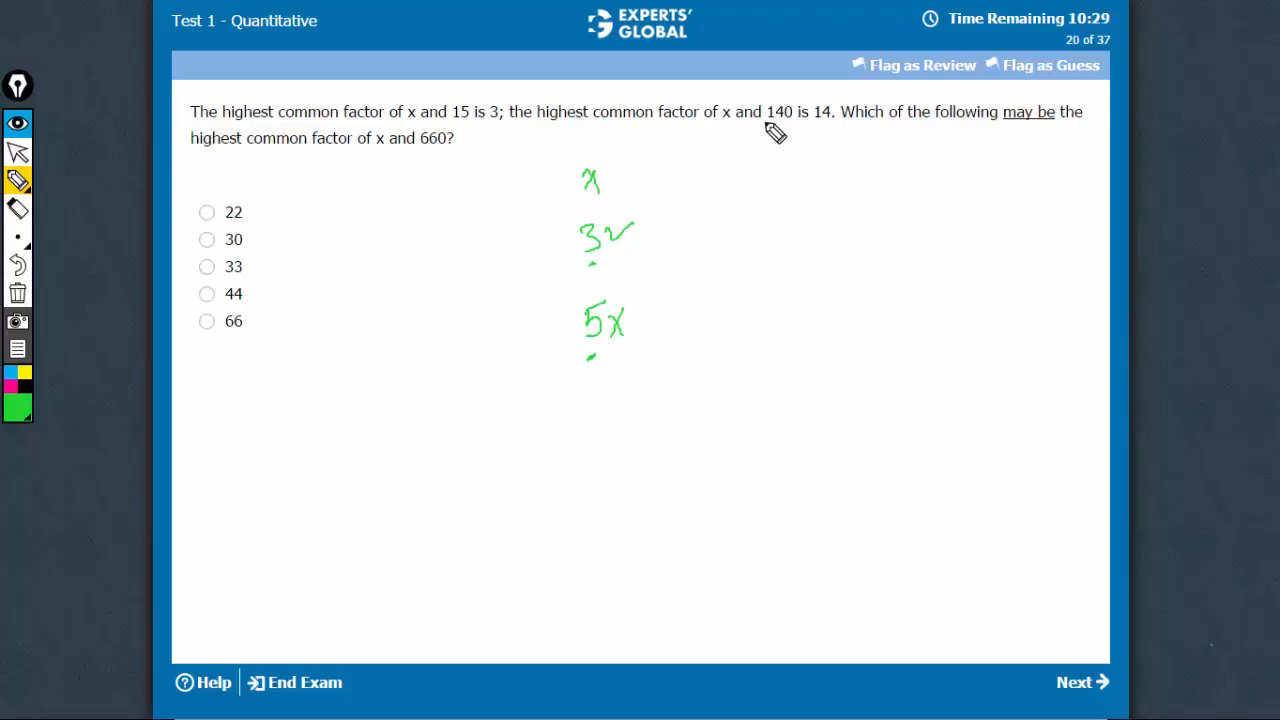 Test 1 - Quantitative
EXPERTS'
GLOBAL
Time Remaining 10:29
20 of 37
Flag as Review
Flag as Guess
The highest common factor of x and 15 is 3; the highest common factor of x and 140 is 14. Which of the following may be the
highest common factor of x and 660?
x
22
3✓
30
33
44
5x
66
Help
End Exam
Next